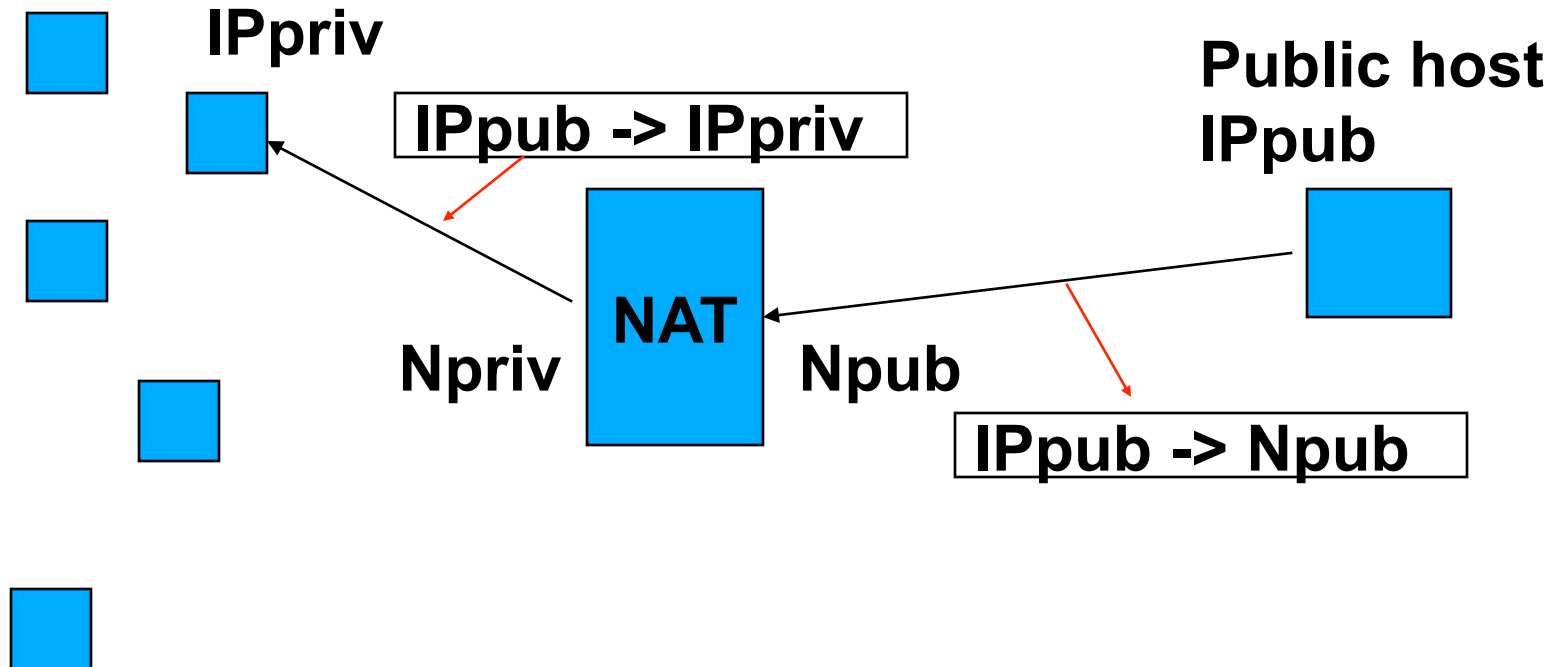 IPpriv
Public host
IPpub
IPpub -> IPpriv
NAT
Npriv
Npub
IPpub -> Npub